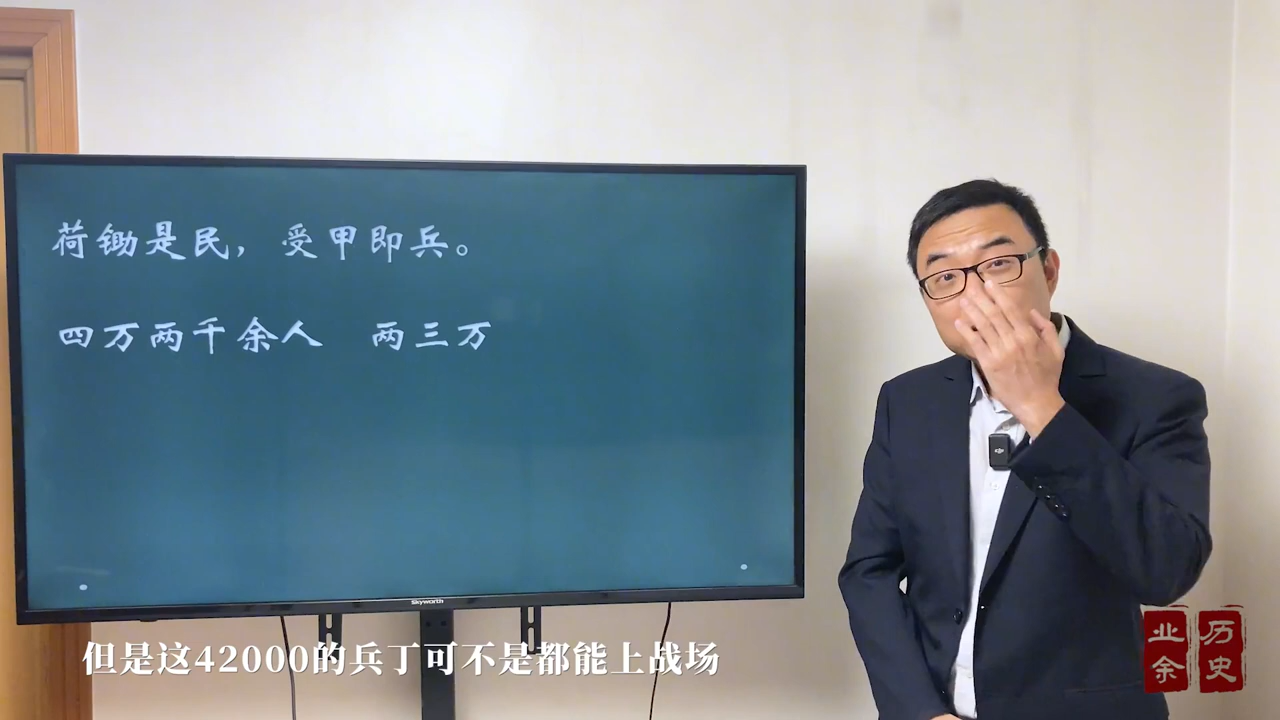 荷锄是民，受甲即兵。
四万两千余人 两三万
Skyworth
但是这42000的兵丁可不是都能上战场
历史
业余